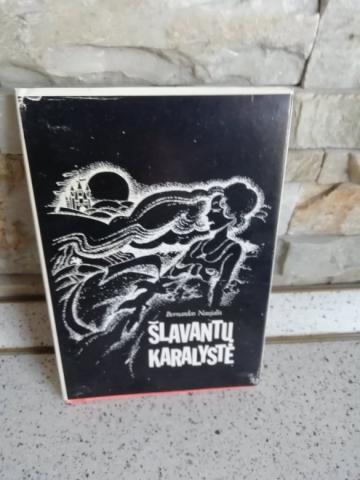 Bernardas Naujalis
ŠLAVANTŲ
KARALYSTĖ